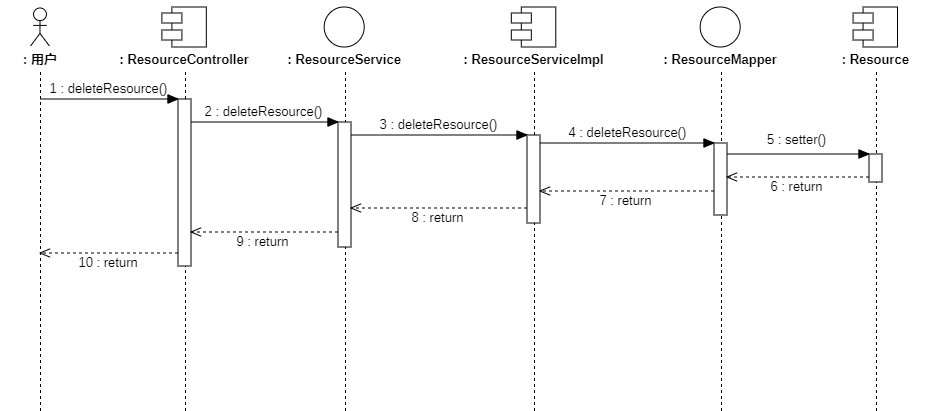 : 用户
: ResourceController
: ResourceService
: ResourceServiceImpl
: ResourceMapper
: Resource
1 : deleteResource()
2 : deleteResource()
3 : deleteResource()
4 : deleteResource()
5 : setter()
6 : return
7 : return
8 : return
9 : return
10 : return